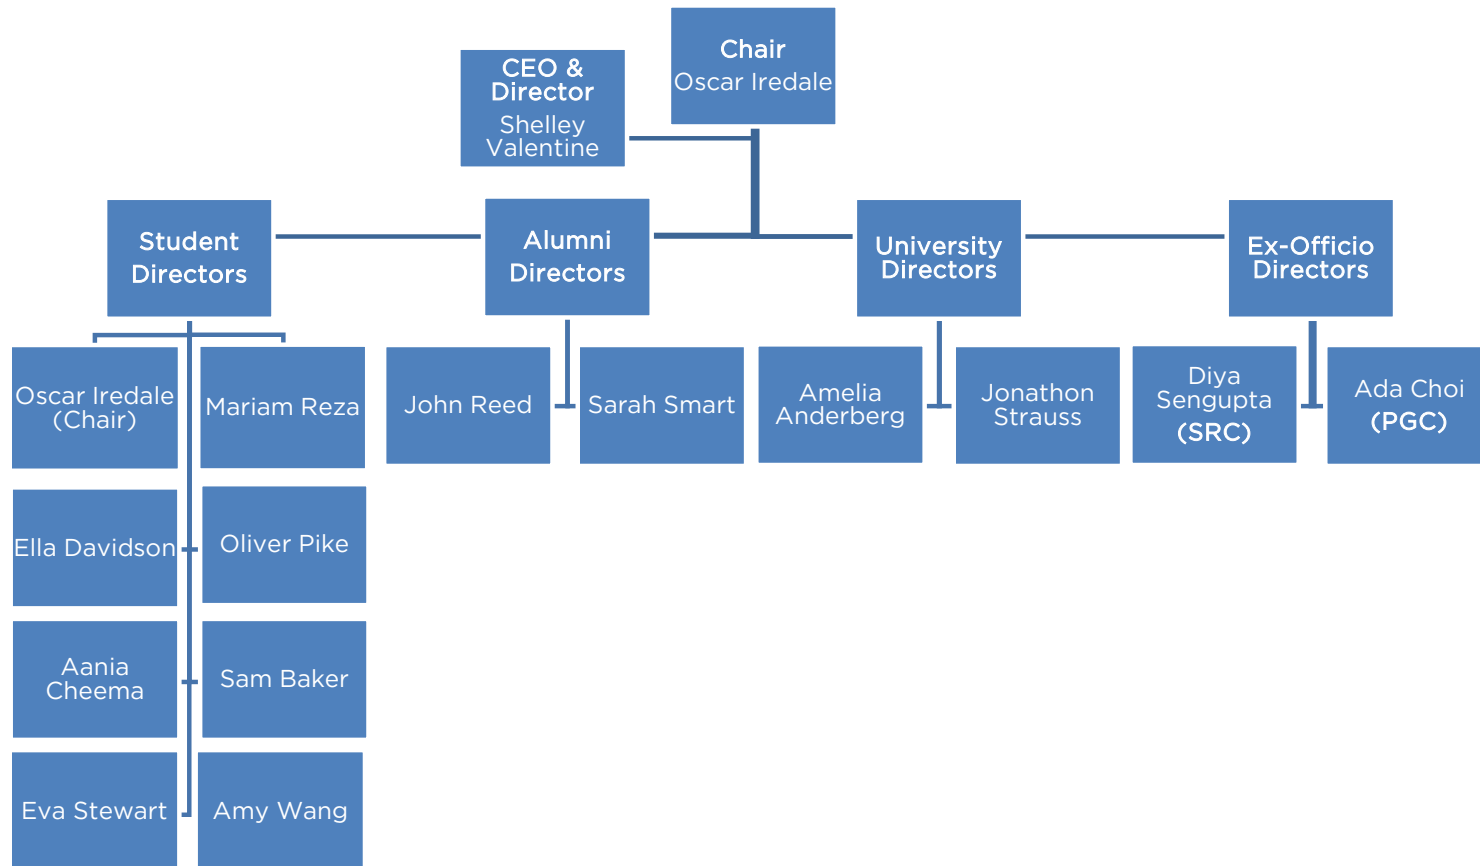 Chair
Oscar Iredale
CEO &
Director
Shelley
Valentine
Student
Directors
Alumni
Directors
University
Directors
Ex-Officio
Directors
Oscar Iredale
(Chair)
Mariam Reza
John Reed
Sarah Smart
Amelia
Anderberg
Jonathon
Strauss
Diya
Sengupta
(SRC)
Ada Choi
(PGC)
Ella Davidson
Oliver Pike
Aania
Cheema
Sam Baker
Eva Stewart
Amy Wang